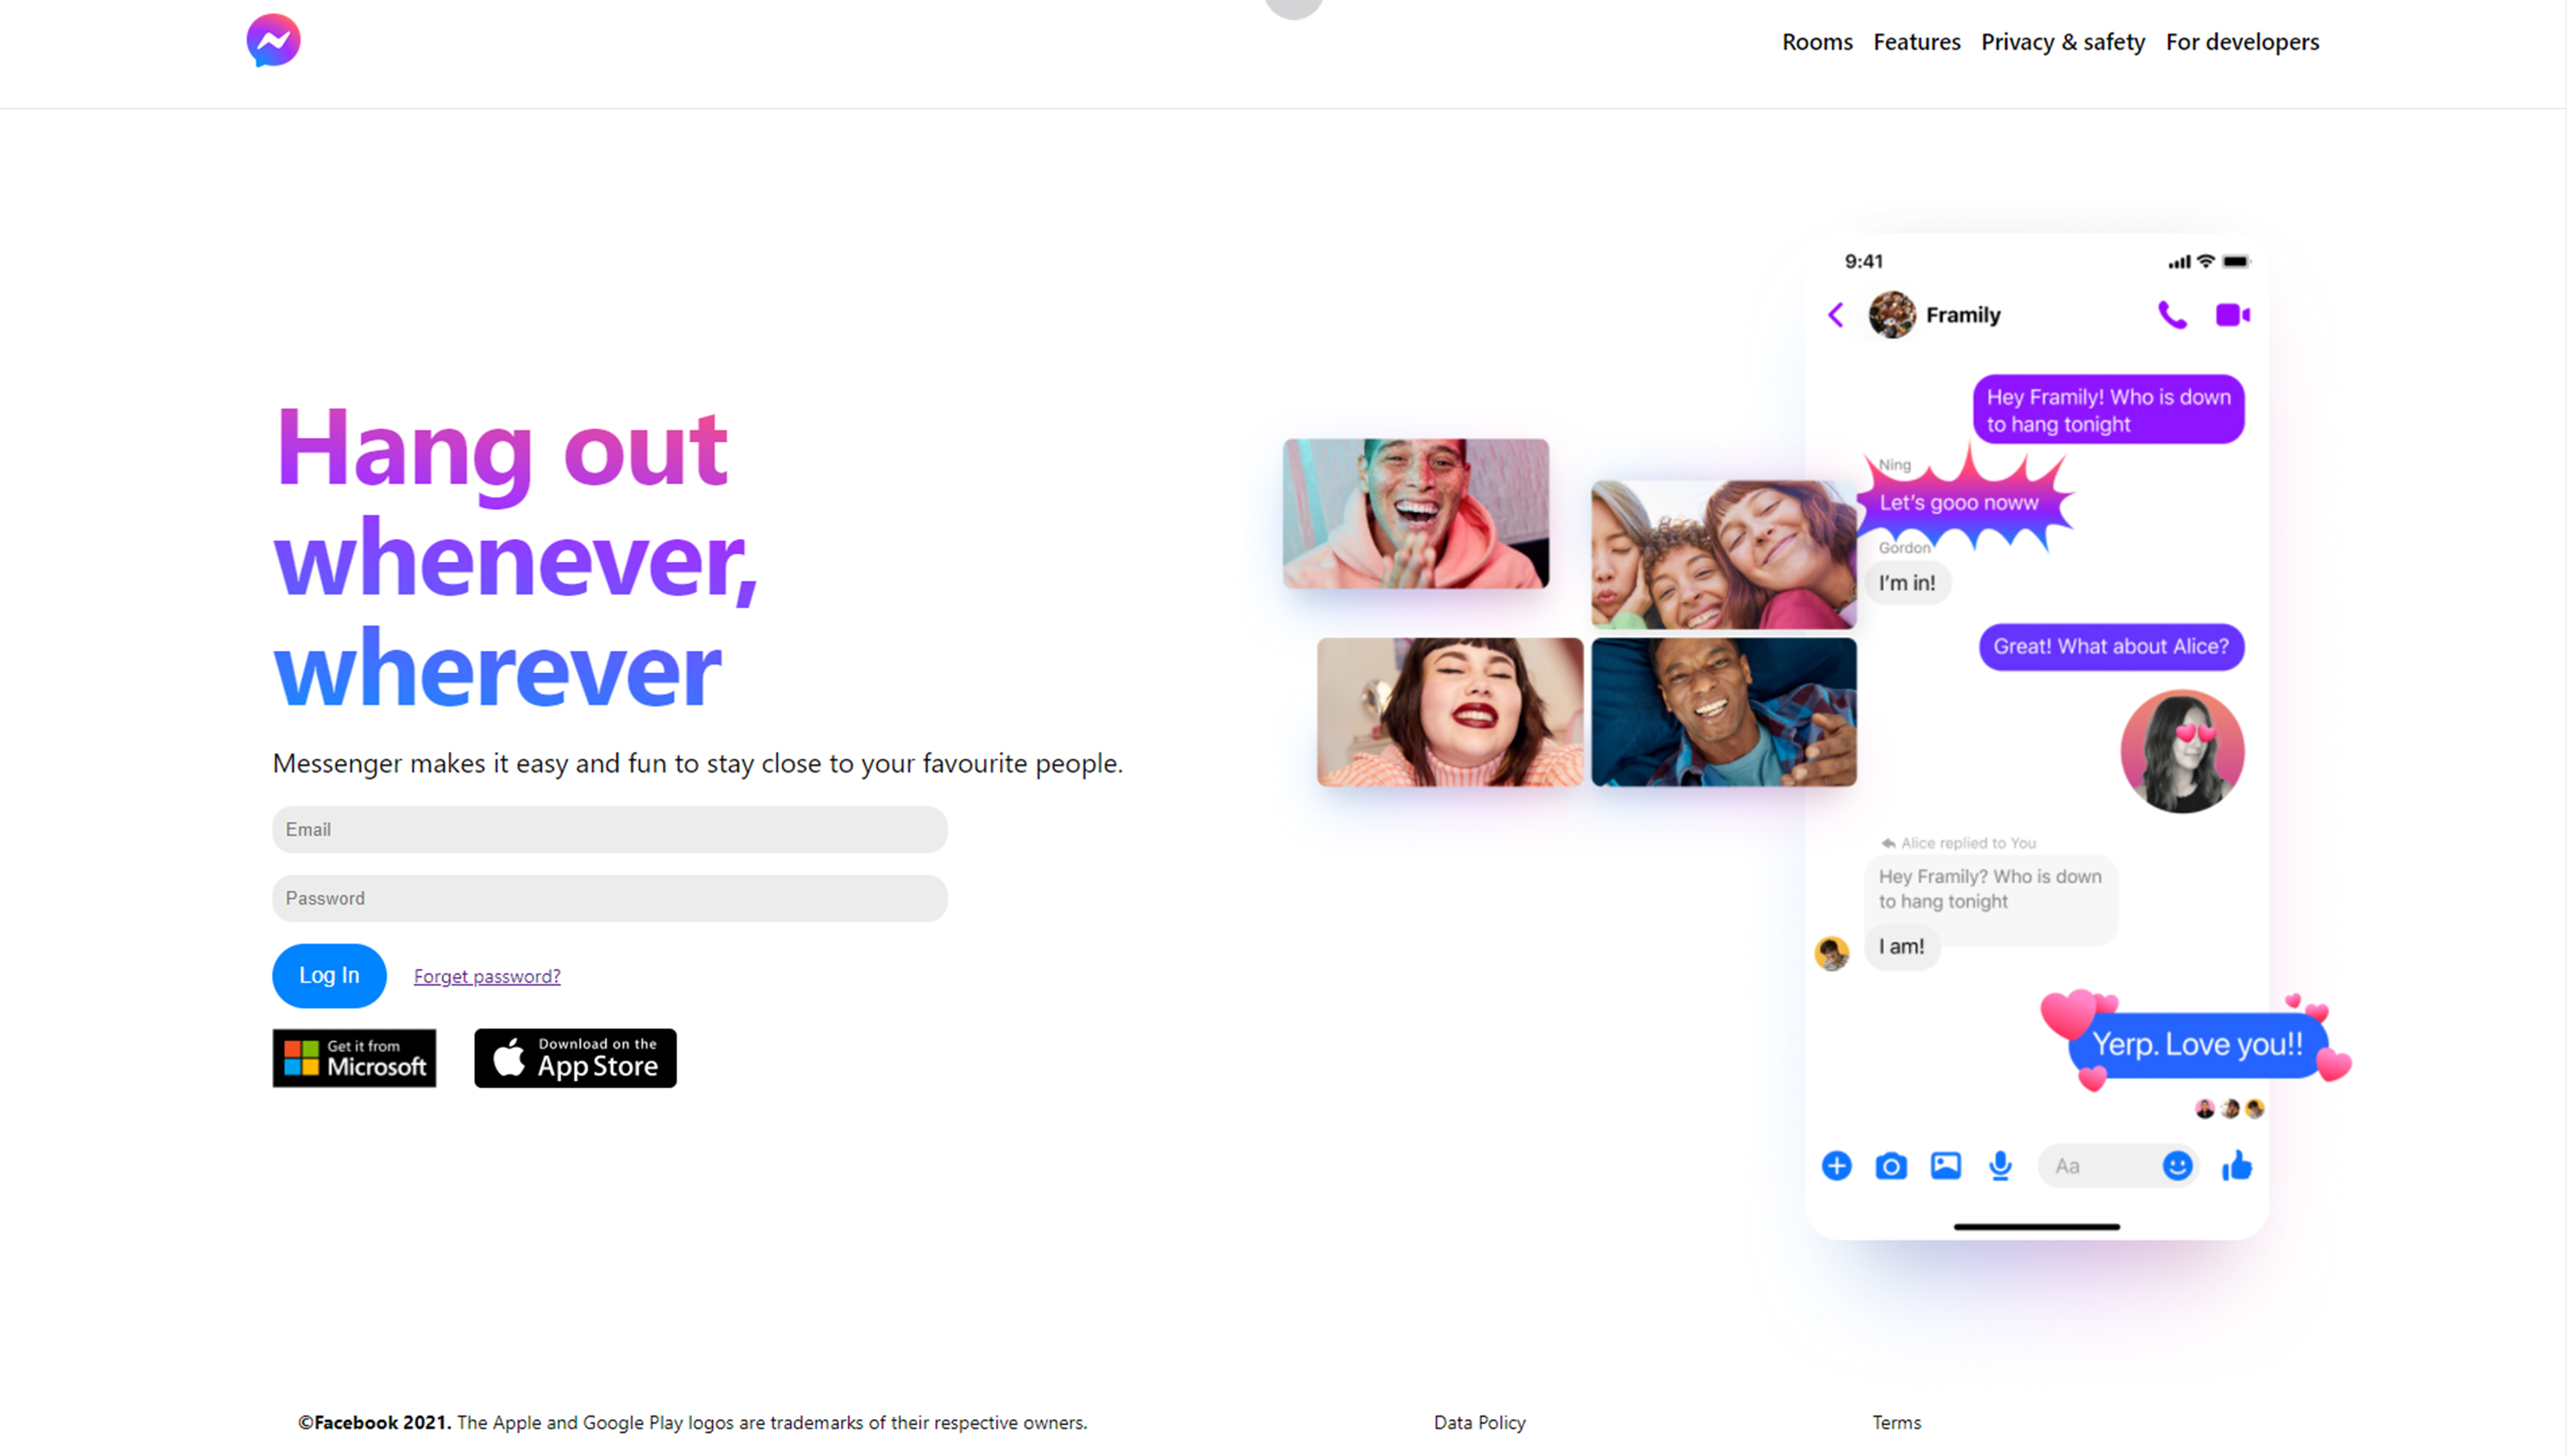 Rooms Features Privacy & safety For developers
Hang out
whenever,
wherever
Messenger makes it easy and fun to stay close to your favourite people.
Email
Password
Log In
Forget password?
Get it from
Microsoft
Download on the
App Store
9:41
Framily
Hey Framily! Who is down
to hang tonight
Ning
Let's gooo noww
Gordon
I'm in!
Great! What about Alice?
Alice replied to You
Hey Framily? Who is down
to hang tonight
I am!
Yerp. Love you!!
Aa
©Facebook 2021. The Apple and Google Play logos are trademarks of their respective owners.
Data Policy
Terms